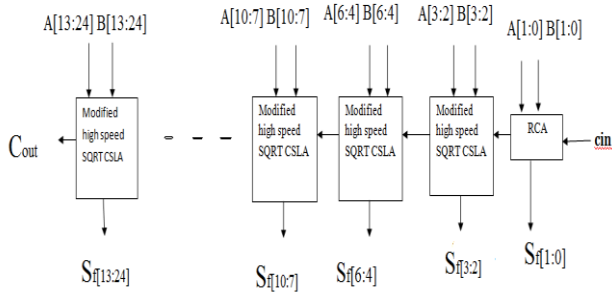 A[13:24] B[13:24]
A[10:7] B[10:7]
A[6:4] B[6:4]
A[3:2] B[3:2]
A[1:0] B[1:0]
Modified
high speed
SQRT CSLA
Modified
high speed
SQRT CSLA
Modified
high speed
SQRT CSLA
Modified
high speed
SQRT CSLA
RCA
Cout
cin
Sf[13:24]
Sf[10:7]
Sf[6:4]
Sf[3:2]
Sf[1:0]